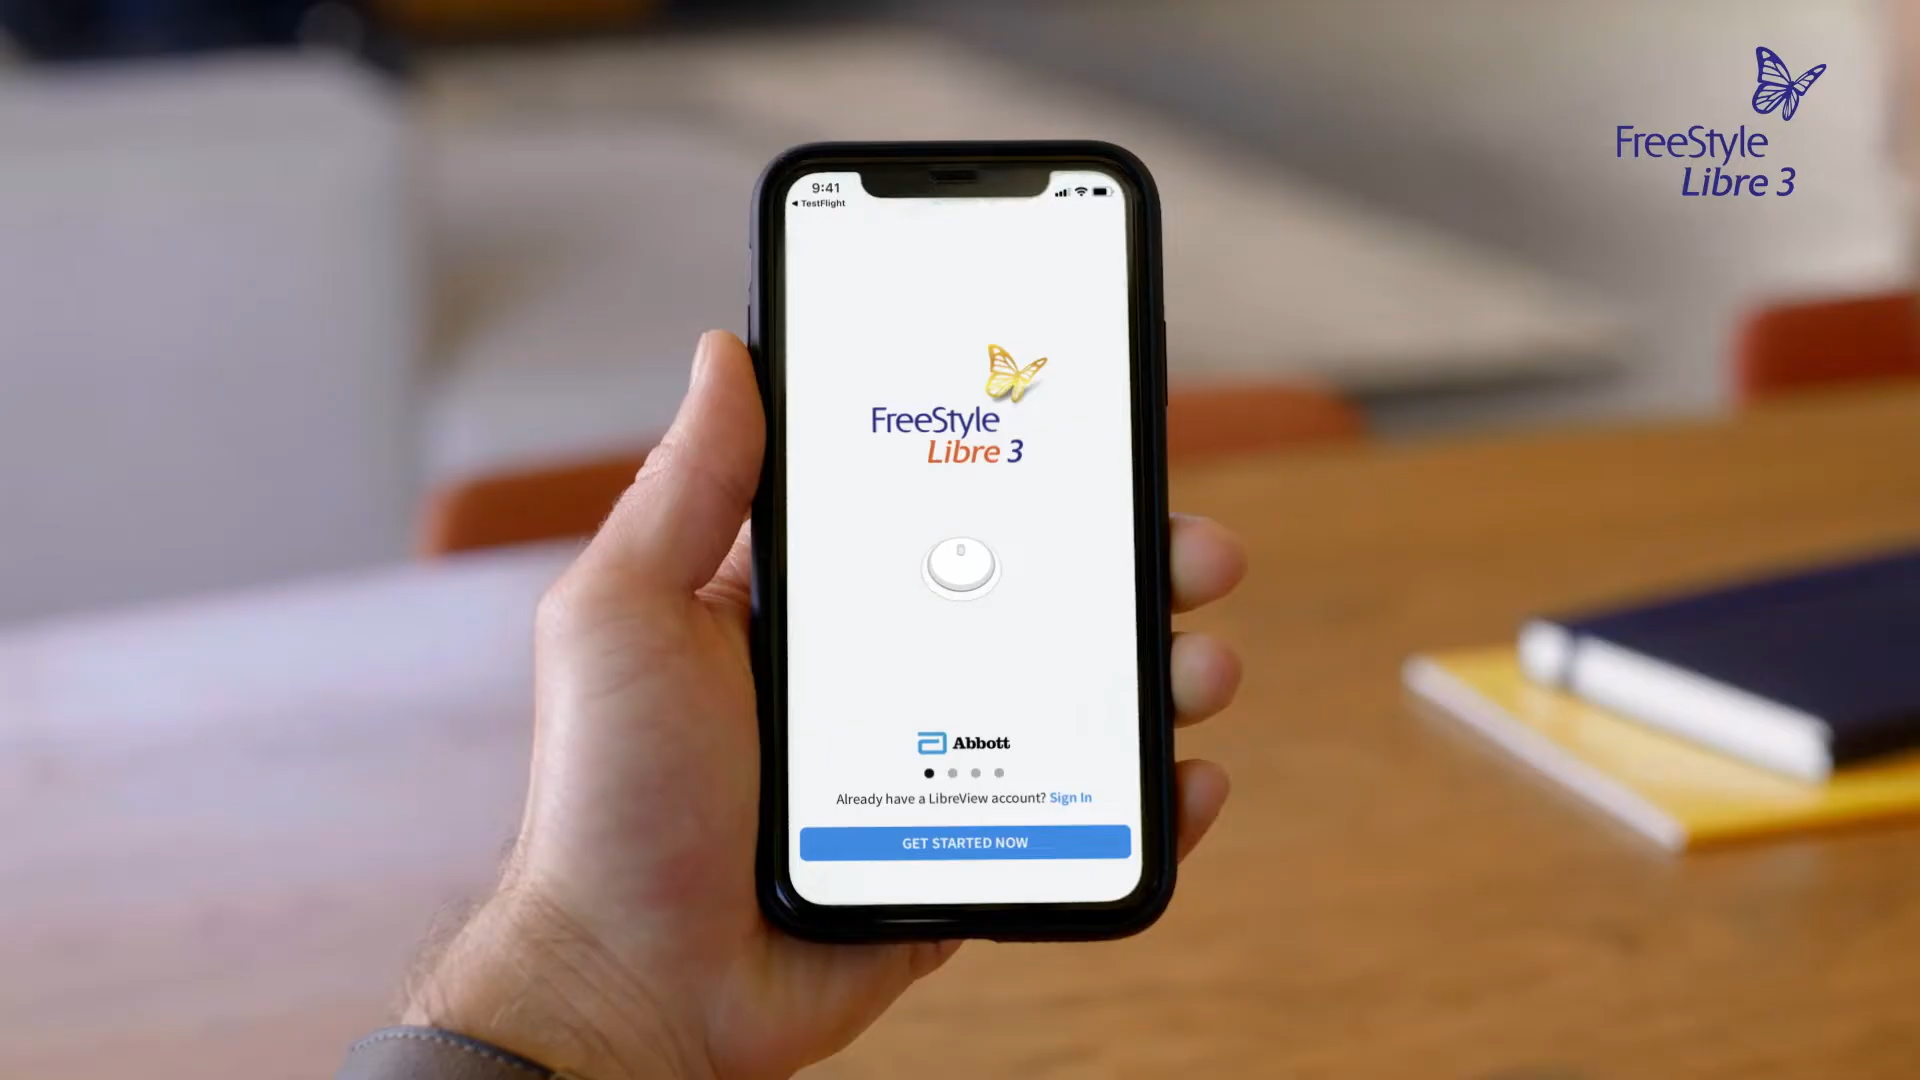 FreeStyle
Libre 3
9:41
◄ TestFlight
FreeStyle
Libre 3
Abbott
Already have a LibreView account? Sign In
GET STARTED NOW